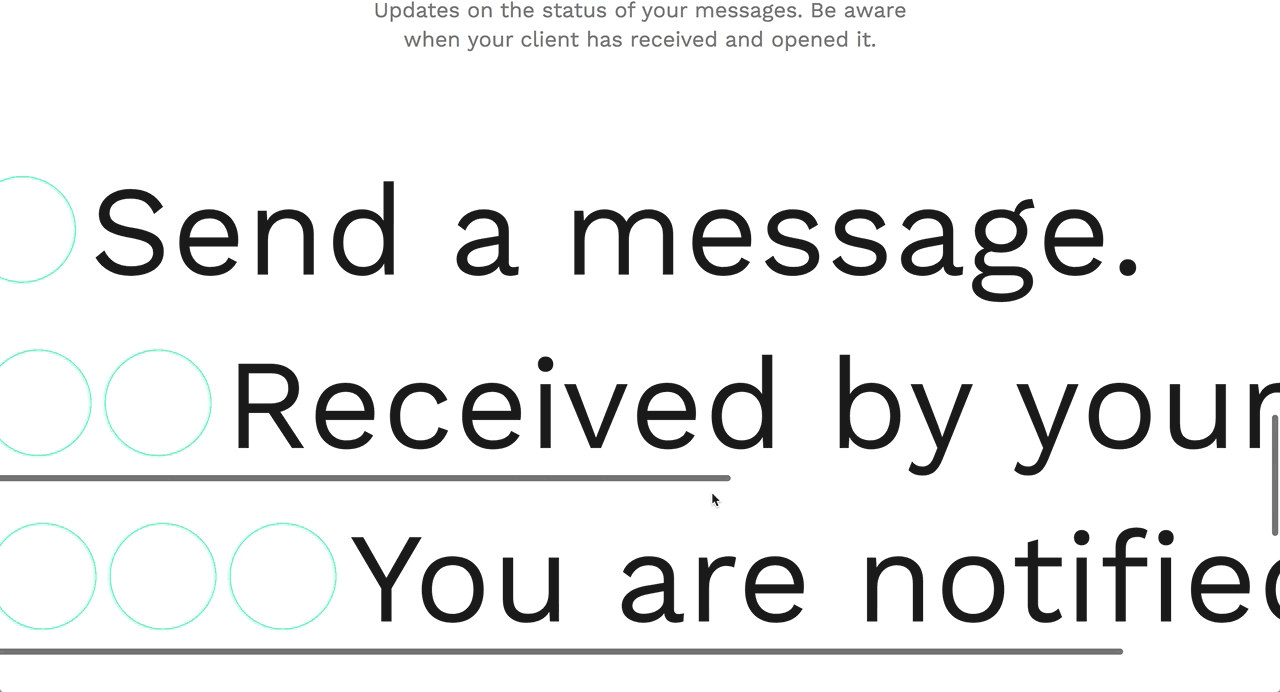 Updates on the status of your messages. Be aware
when your client has received and opened it.
Send a message.
Received by your
You are notified